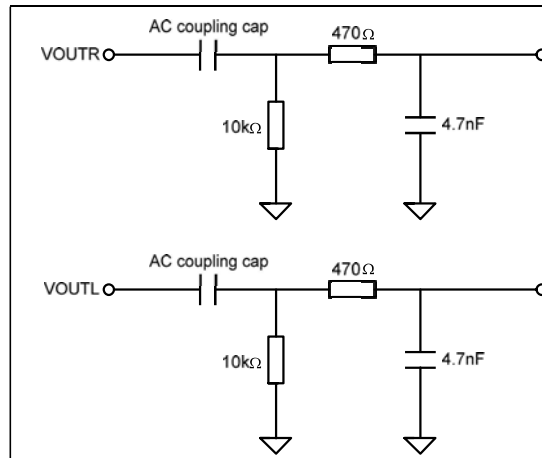 AC coupling cap
470Ω
VOUTR
10kΩ
4.7nF
AC coupling cap
470Ω
VOUTL
10kΩ
4.7nF